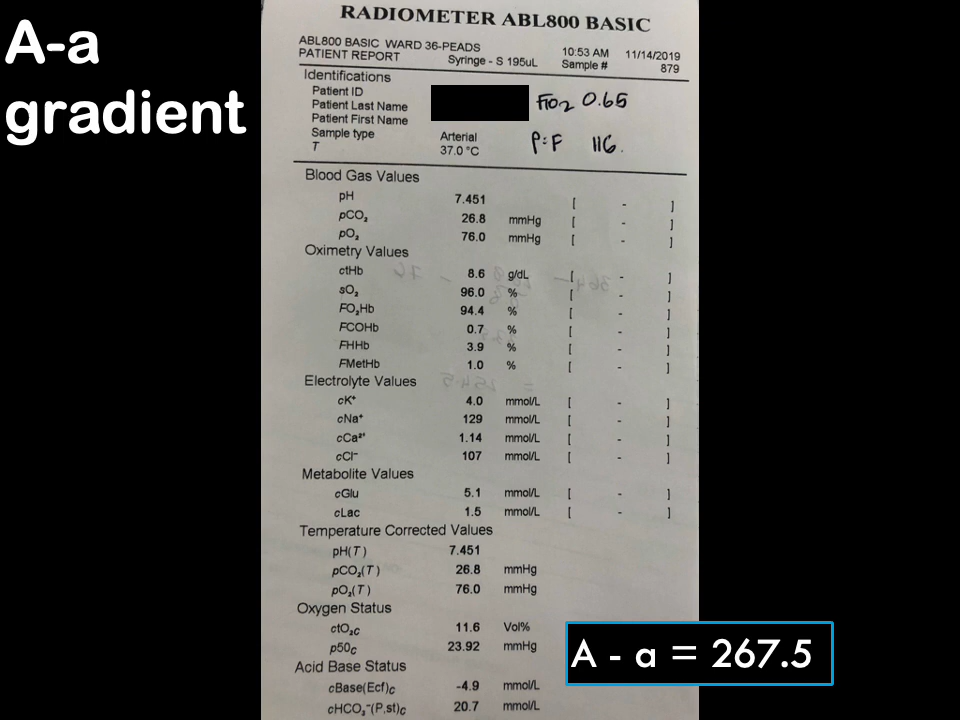 A-a
gradient
RADIOMETER ABL800 BASIC
ABL800 BASIC WARD 36-PEADS 10:53 AM 11/14/2019
PATIENT REPORT Syringe - S 195uL Sample # 879
Identifications
Patient ID
Patient Last Name FIO2 0.65
Patient First Name
Sample type Arterial P:F 116.
T 37.0 °C
Blood Gas Values
pH 7.451 [ - ]
pCO₂ 26.8 mmHg [ - ]
pO₂ 76.0 mmHg [ - ]
Oximetry Values
ctHb 8.6 g/dL [ - ]
sO₂ 96.0 % [ - ]
FO₂Hb 94.4 % [ - ]
FCOHb 0.7 % [ - ]
FHHb 3.9 % [ - ]
FMetHb 1.0 % [ - ]
Electrolyte Values
cK⁺ 4.0 mmol/L [ - ]
cNa⁺ 129 mmol/L [ - ]
cCa²⁺ 1.14 mmol/L [ - ]
cCl⁻ 107 mmol/L [ - ]
Metabolite Values
cGlu 5.1 mmol/L [ - ]
cLac 1.5 mmol/L [ - ]
Temperature Corrected Values
pH(T) 7.451
pCO₂(T) 26.8 mmHg
pO₂(T) 76.0 mmHg
Oxygen Status
ctO₂c 11.6 Vol%
p50c 23.92 mmHg
Acid Base Status
cBase(Ecf)c -4.9 mmol/L
cHCO₃⁻(P,st)c 20.7 mmol/L
A - a = 267.5